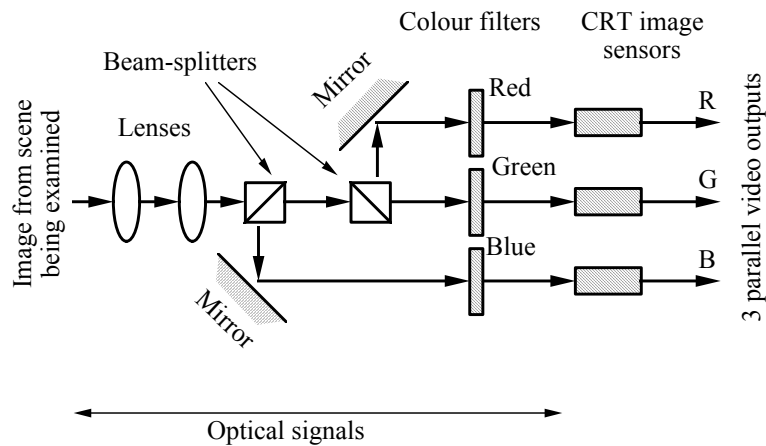 Colour filters
CRT image
sensors
Beam-splitters
Mirror
Red
R
Lenses
Green
G
Image from scene
being examined
Blue
B
Mirror
3 parallel video outputs
Optical signals